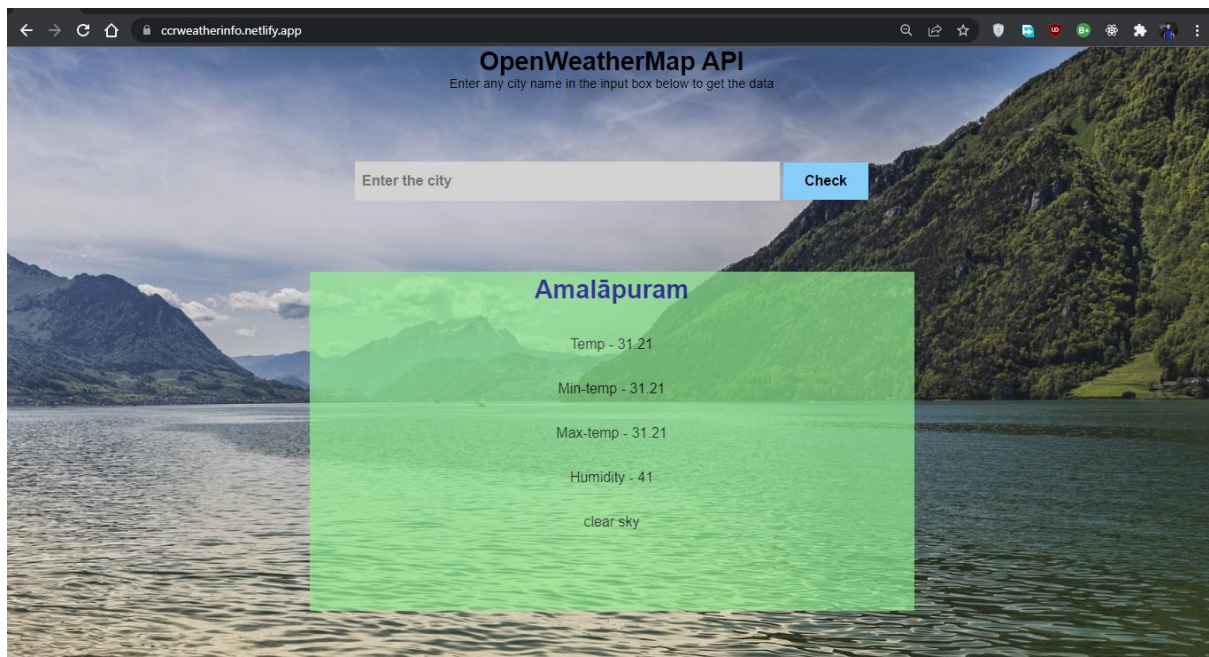 ccrweatherinfo.netlify.app
OpenWeatherMap API
Enter any city name in the input box below to get the data
Enter the city
Check
Amalāpuram
Temp - 31.21
Min-temp - 31.21
Max-temp - 31.21
Humidity - 41
clear sky